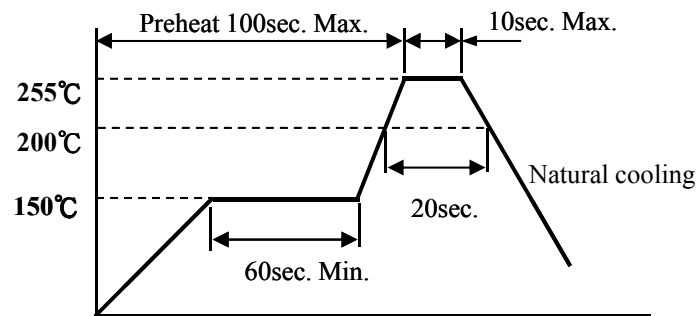 Preheat 100sec. Max.
10sec. Max.
255℃
200℃
Natural cooling
150℃
20sec.
60sec. Min.